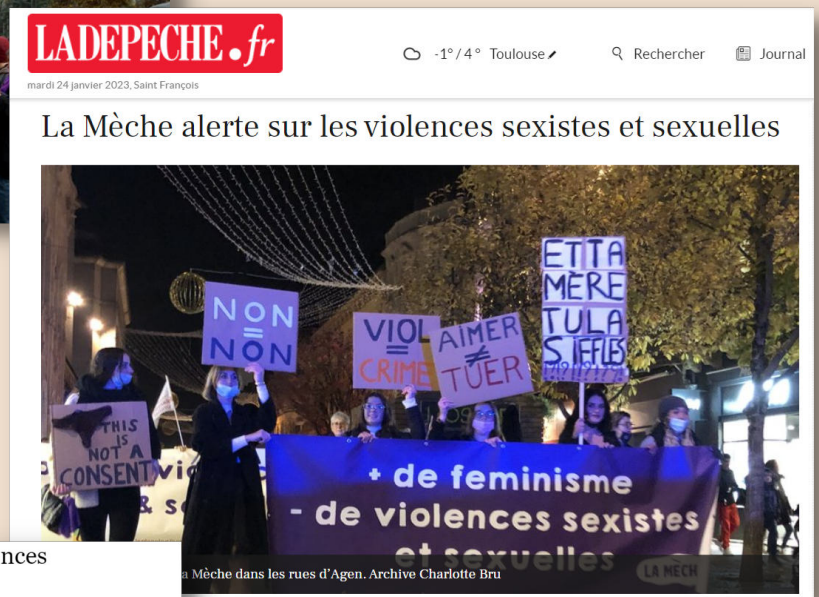 LADEPECHE.fr
-1° / 4° Toulouse
Rechercher
Journal
mardi 24 janvier 2023, Saint François
La Mèche alerte sur les violences sexistes et sexuelles
NON
=
NON
VIOL
=
CRIME
AIMER
≠
TUER
ET TA
MÈRE
TU LA
SIFFLES
!!!!!!!!!!
THIS
IS
NOT A
CONSENT
+ de feminisme
- de violences sexistes
et sexuelles
LA MECH
a Mèche dans les rues d'Agen. Archive Charlotte Bru
nces